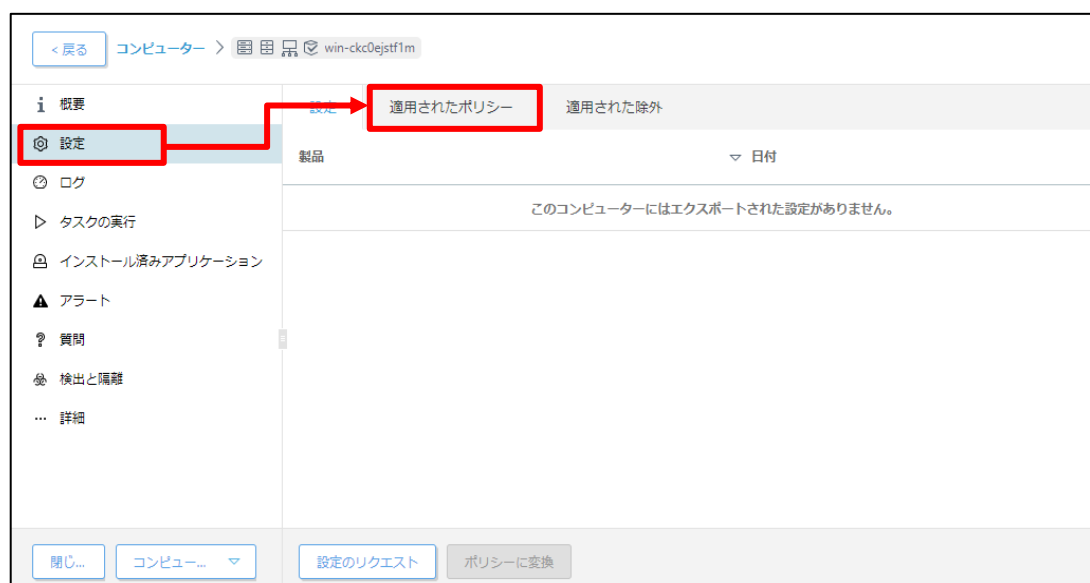 <戻る コンピューター > win-ckc0ejstf1m
概要
設定
ログ
タスクの実行
インストール済みアプリケーション
アラート
質問
検出と隔離
詳細
設定 適用されたポリシー 適用された除外
製品 日付
このコンピューターにはエクスポートされた設定がありません。
閉じ... コンピュー... 設定のリクエスト ポリシーに変換